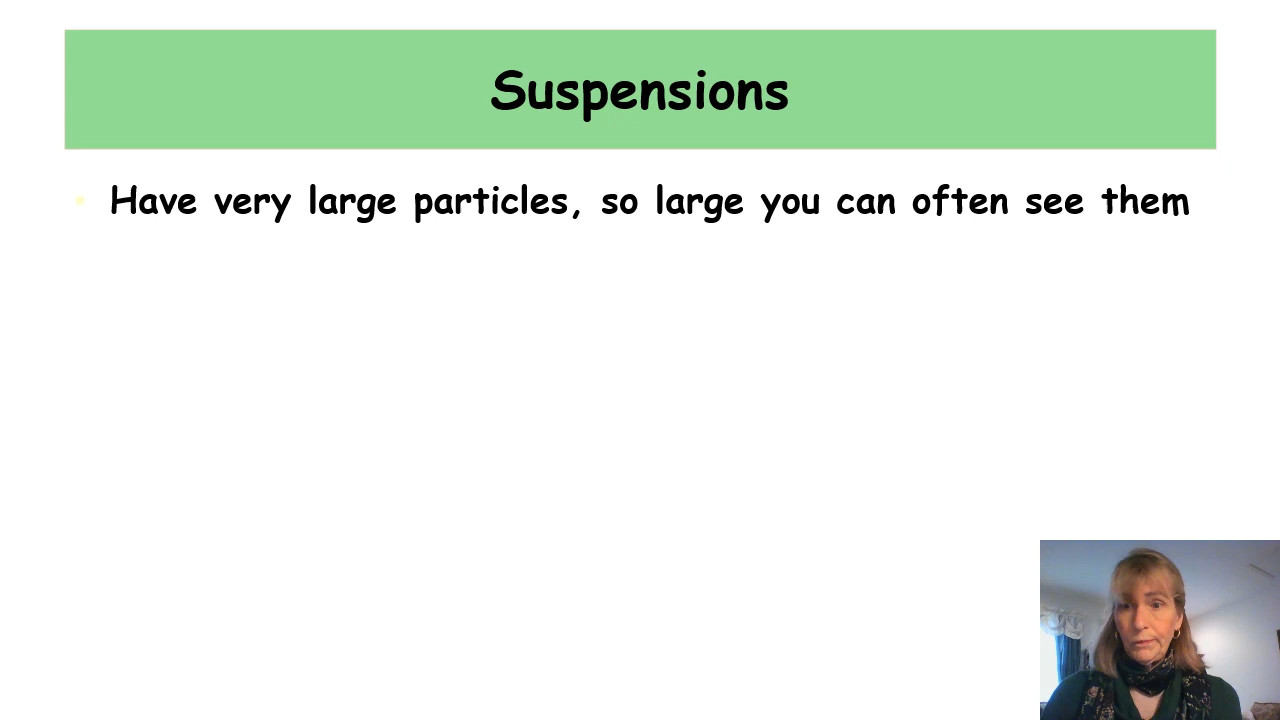 Suspensions
• Have very large particles, so large you can often see them